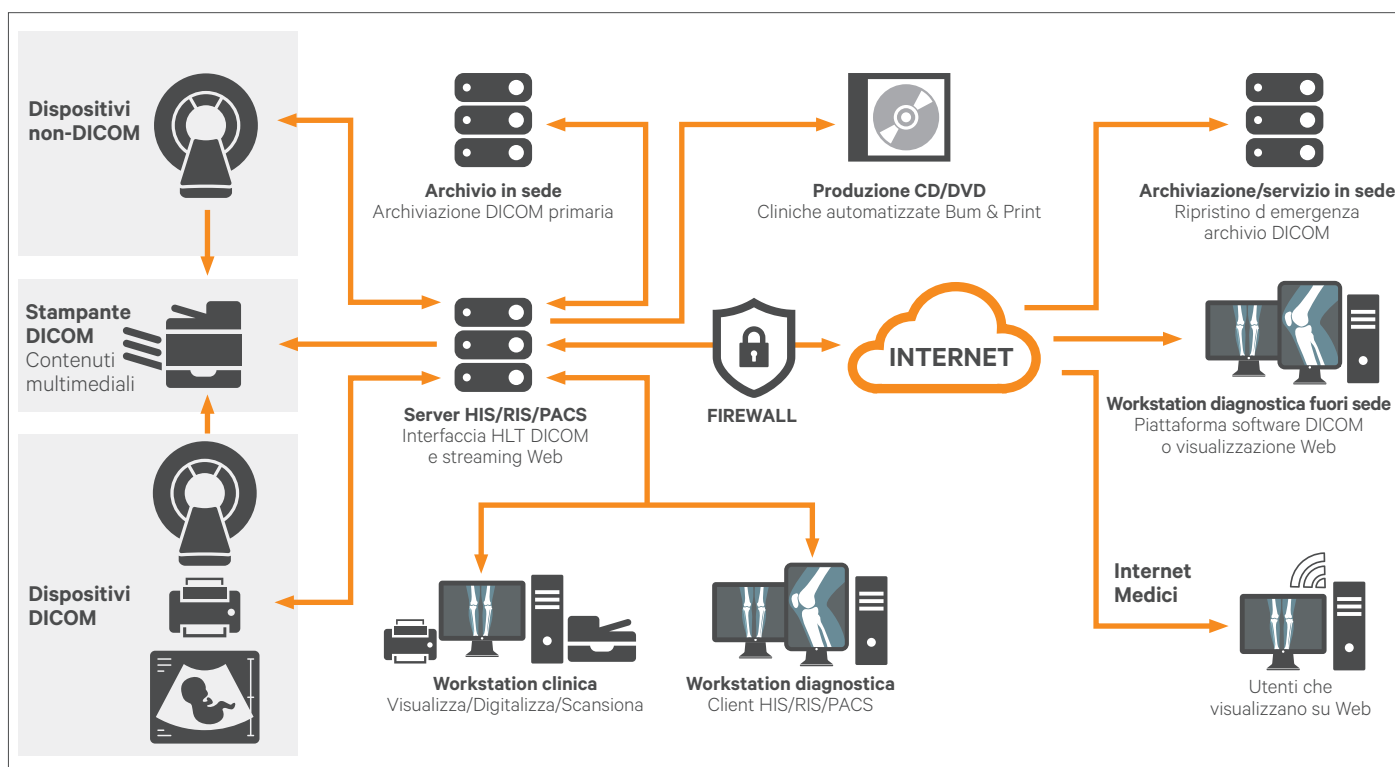 Dispositivi
non-DICOM
Archivio in sede
Archiviazione DICOM primaria
Produzione CD/DVD
Cliniche automatizzate Bum & Print
Archiviazione/servizio in sede
Ripristino d emergenza
archivio DICOM
Stampante
DICOM
Contenuti
multimediali
Server HIS/RIS/PACS
Interfaccia HLT DICOM
e streaming Web
FIREWALL
INTERNET
Workstation diagnostica fuori sede
Piattaforma software DICOM
o visualizzazione Web
Dispositivi
DICOM
Workstation clinica
Visualizza/Digitalizza/Scansiona
Workstation diagnostica
Client HIS/RIS/PACS
Internet
Medici
Utenti che
visualizzano su Web